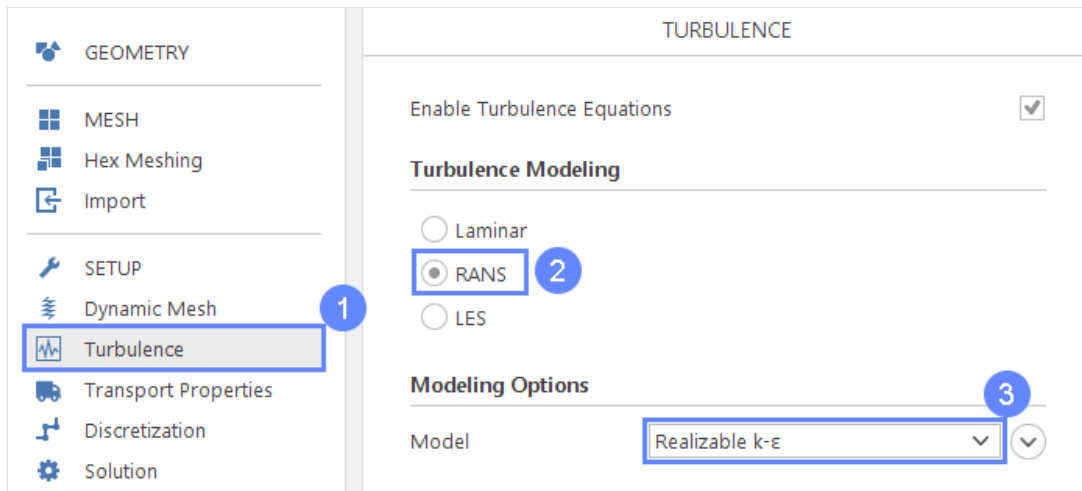 GEOMETRY
MESH
Hex Meshing
Import
SETUP
Dynamic Mesh
1
Turbulence
Transport Properties
Discretization
Solution
TURBULENCE
Enable Turbulence Equations
Turbulence Modeling
Laminar
RANS 2
LES
Modeling Options
3
Model Realizable k-ε